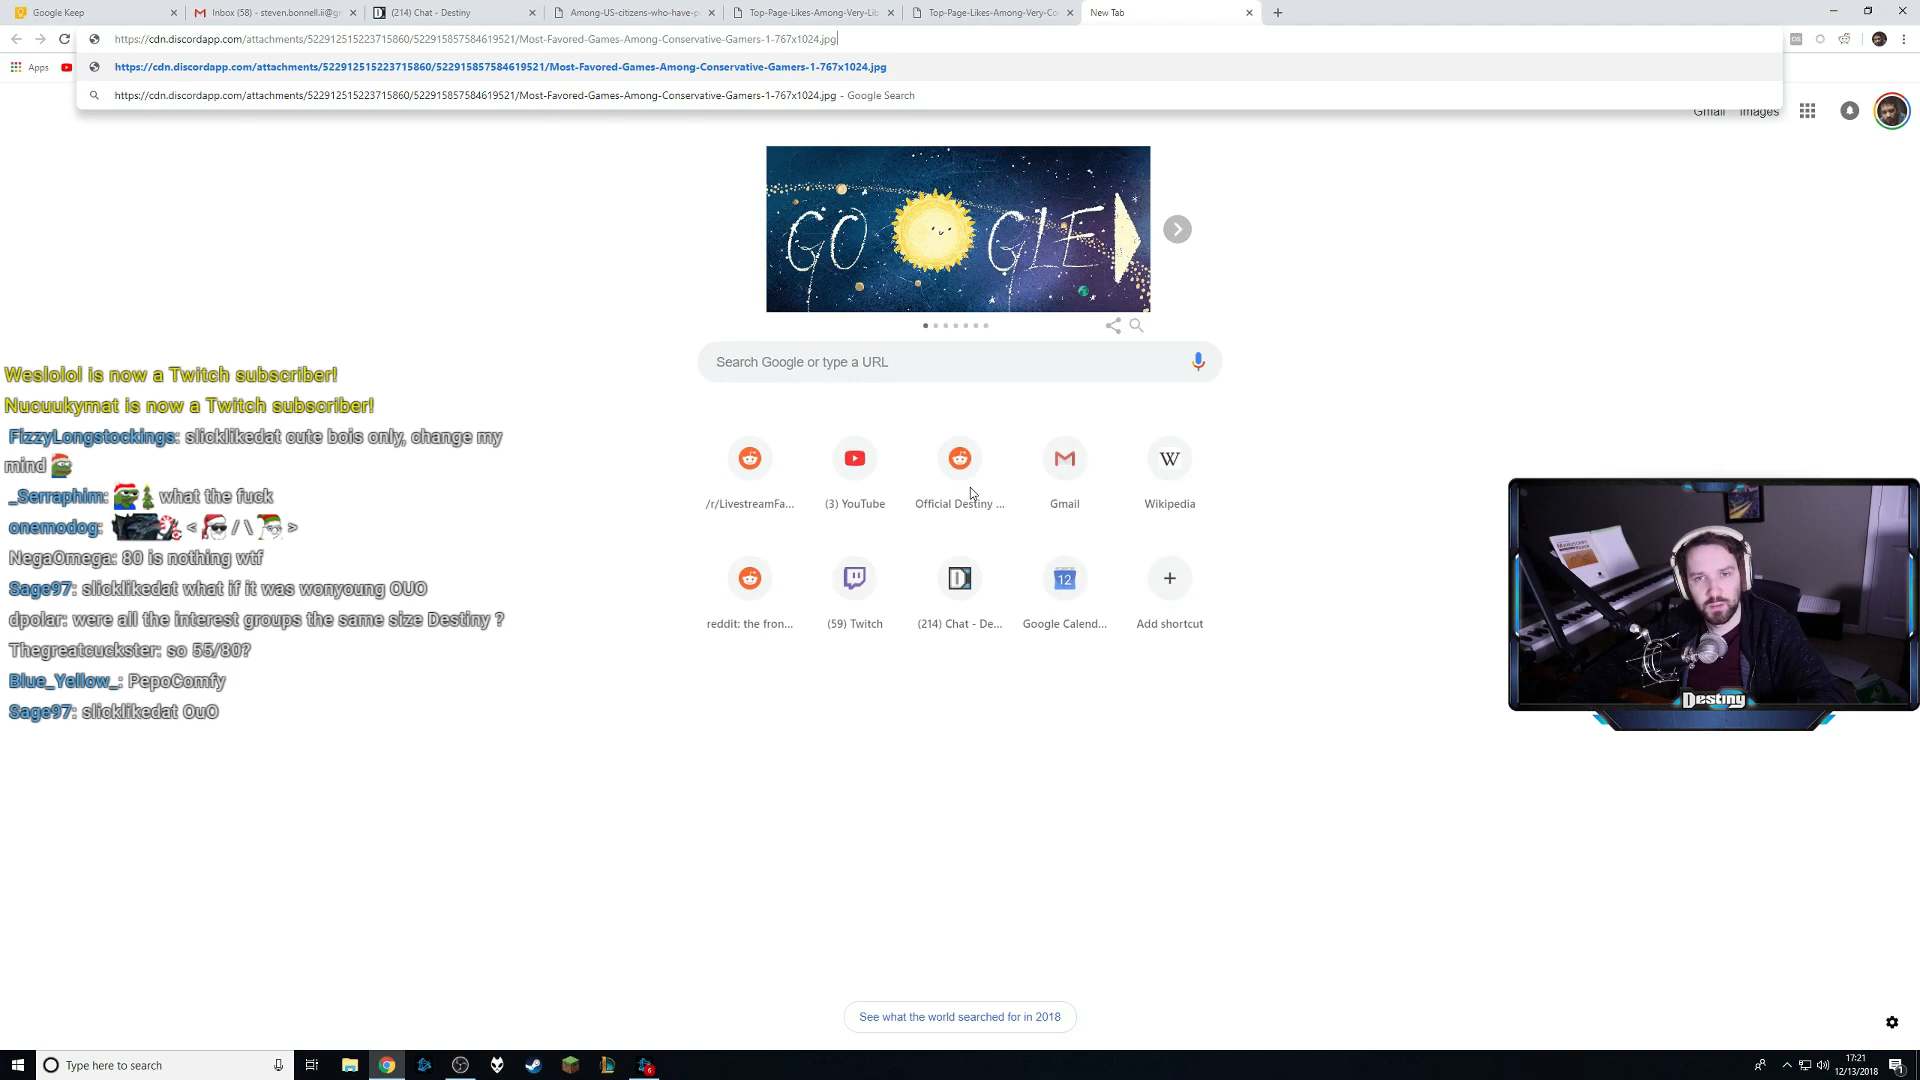 Google Keep
Inbox (58) - steven.bonnell.ii@gm
(214) Chat - Destiny
Among-US-citizens-who-have-p
Top-Page-Likes-Among-Very-Lib
Top-Page-Likes-Among-Very-Co
New Tab
https://cdn.discordapp.com/attachments/522912515223715860/522915857584619521/Most-Favored-Games-Among-Conservative-Gamers-1-767x1024.jpg
Apps
https://cdn.discordapp.com/attachments/522912515223715860/522915857584619521/Most-Favored-Games-Among-Conservative-Gamers-1-767x1024.jpg
https://cdn.discordapp.com/attachments/522912515223715860/522915857584619521/Most-Favored-Games-Among-Conservative-Gamers-1-767x1024.jpg - Google Search
Gmail Images
GO GLE
Search Google or type a URL
Weslolol is now a Twitch subscriber!
Nucuukymat is now a Twitch subscriber!
FizzyLongstockings: slicklikedat cute bois only, change my
mind
_Serraphim: what the fuck
onemodog: < / \ >
NegaOmega: 80 is nothing wtf
Sage97: slicklikedat what if it was wonyoung OUO
dpolar: were all the interest groups the same size Destiny ?
Thegreatcuckster: so 55/80?
Blue_Yellow_: PepoComfy
Sage97: slicklikedat OuO
W
/r/LivestreamFa...
(3) YouTube
Official Destiny ...
Gmail
Wikipedia
D
12
reddit: the fron...
(59) Twitch
(214) Chat - De...
Google Calend...
Add shortcut
Destiny
See what the world searched for in 2018
Type here to search
6
17:21
12/13/2018